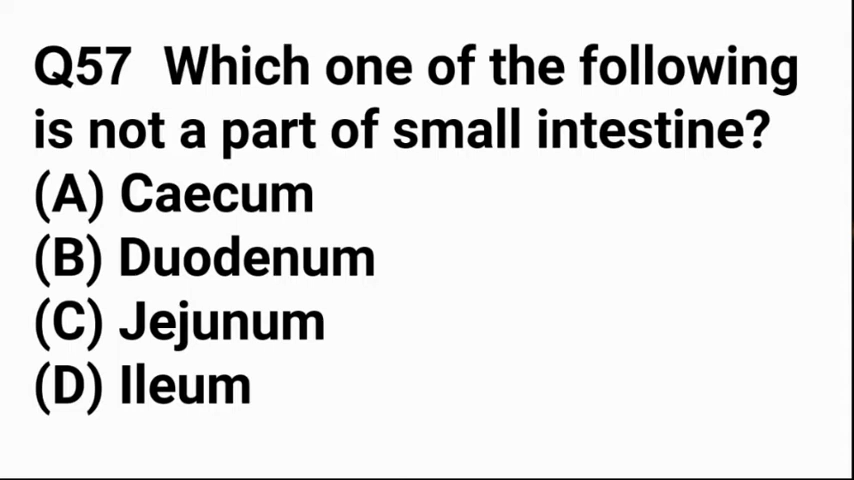 Q57 Which one of the following
is not a part of small intestine?
(A) Caecum
(B) Duodenum
(C) Jejunum
(D) Ileum